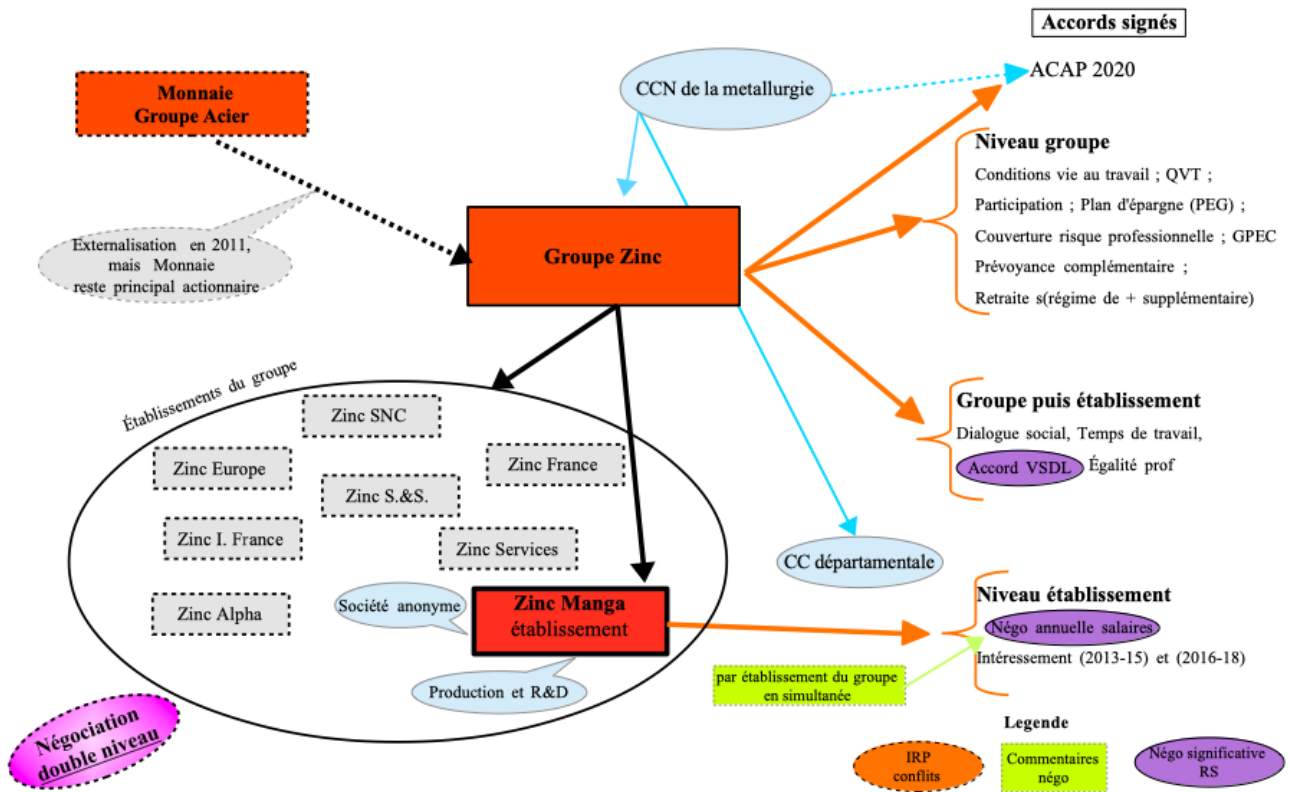 Accords signés
ACAP 2020
CCN de la metallurgie
Monnaie
Groupe Acier
Niveau groupe
Conditions vie au travail ; QVT ;
Participation ; Plan d'épargne (PEG) ;
Couverture risque professionnelle ; GPEC
Prévoyance complémentaire ;
Retraite s(régime de + supplémentaire)
Externalisation en 2011,
mais Monnaie
reste principal actionnaire
Groupe Zinc
Établissements du groupe
Zinc SNC
Zinc Europe
Zinc France
Zinc S.&S.
Zinc I. France
Zinc Services
Zinc Alpha
Société anonyme
Zinc Manga
établissement
Production et R&D
Groupe puis établissement
Dialogue social, Temps de travail,
Accord VSDL Égalité prof
CC départamentale
Niveau établissement
Négo annuelle salaires
Intéressement (2013-15) et (2016-18)
par établissement du groupe
en simultanée
Négociation
double niveau
Legende
IRP
conflits
Commentaires
négo
Négo significative
RS